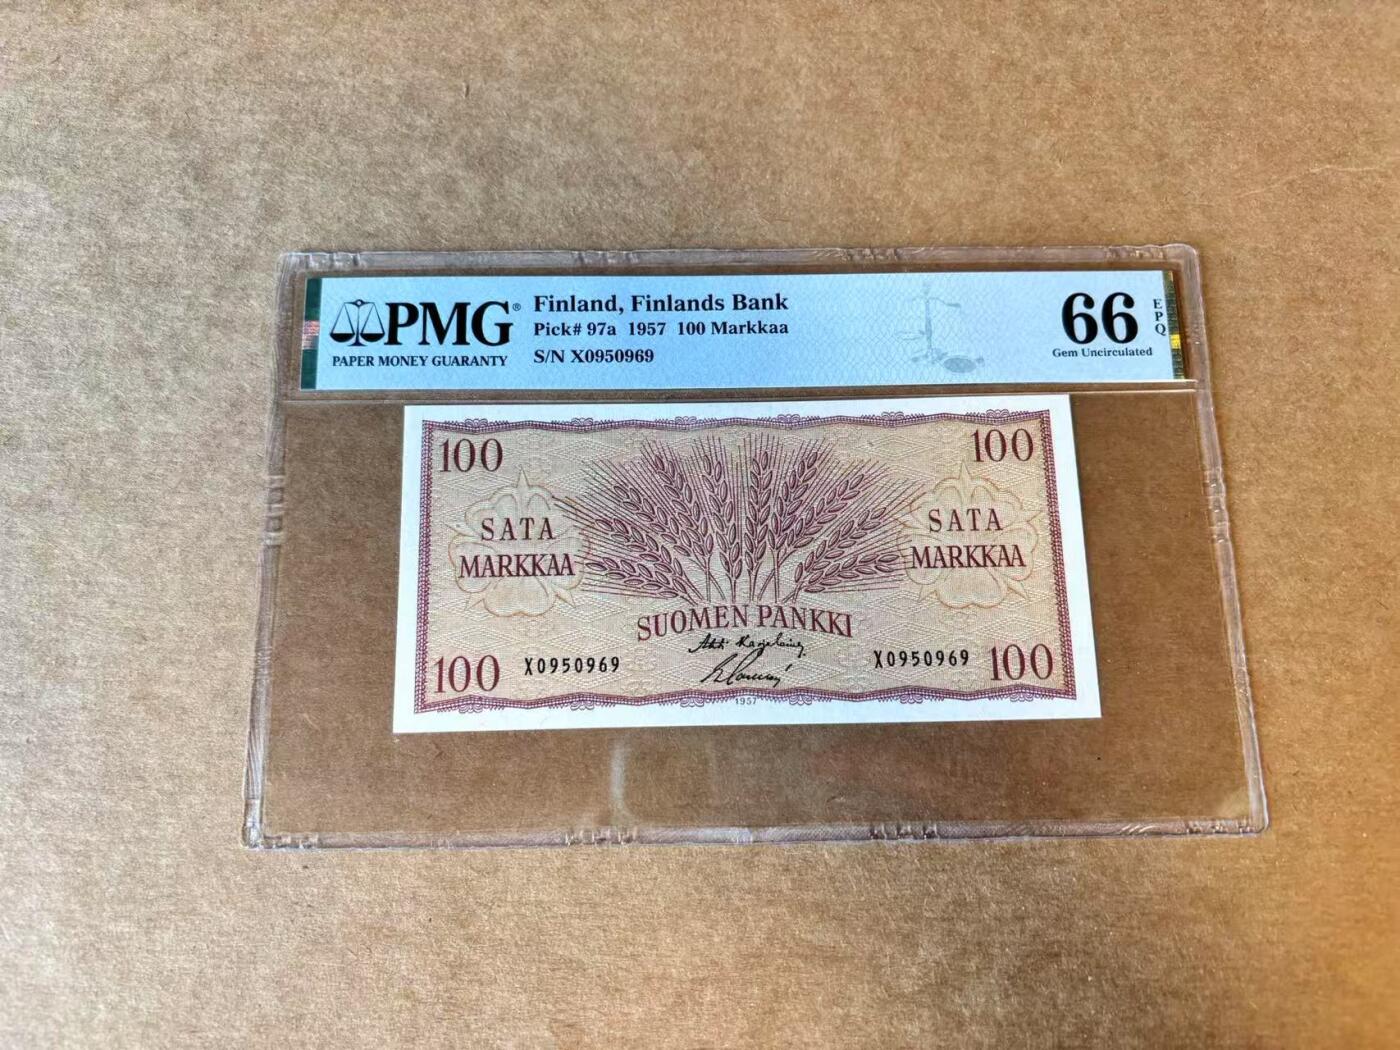 PMG®
PAPER MONEY GUARANTY
Finland, Finlands Bank
Pick# 97a 1957 100 Markkaa
S/N X0950969
66 EPQ
Gem Uncirculated
100 100
SATA MARKKAA
SATA MARKKAA
SUOMEN PANKKI
100 X0950969
X0950969 100
1957